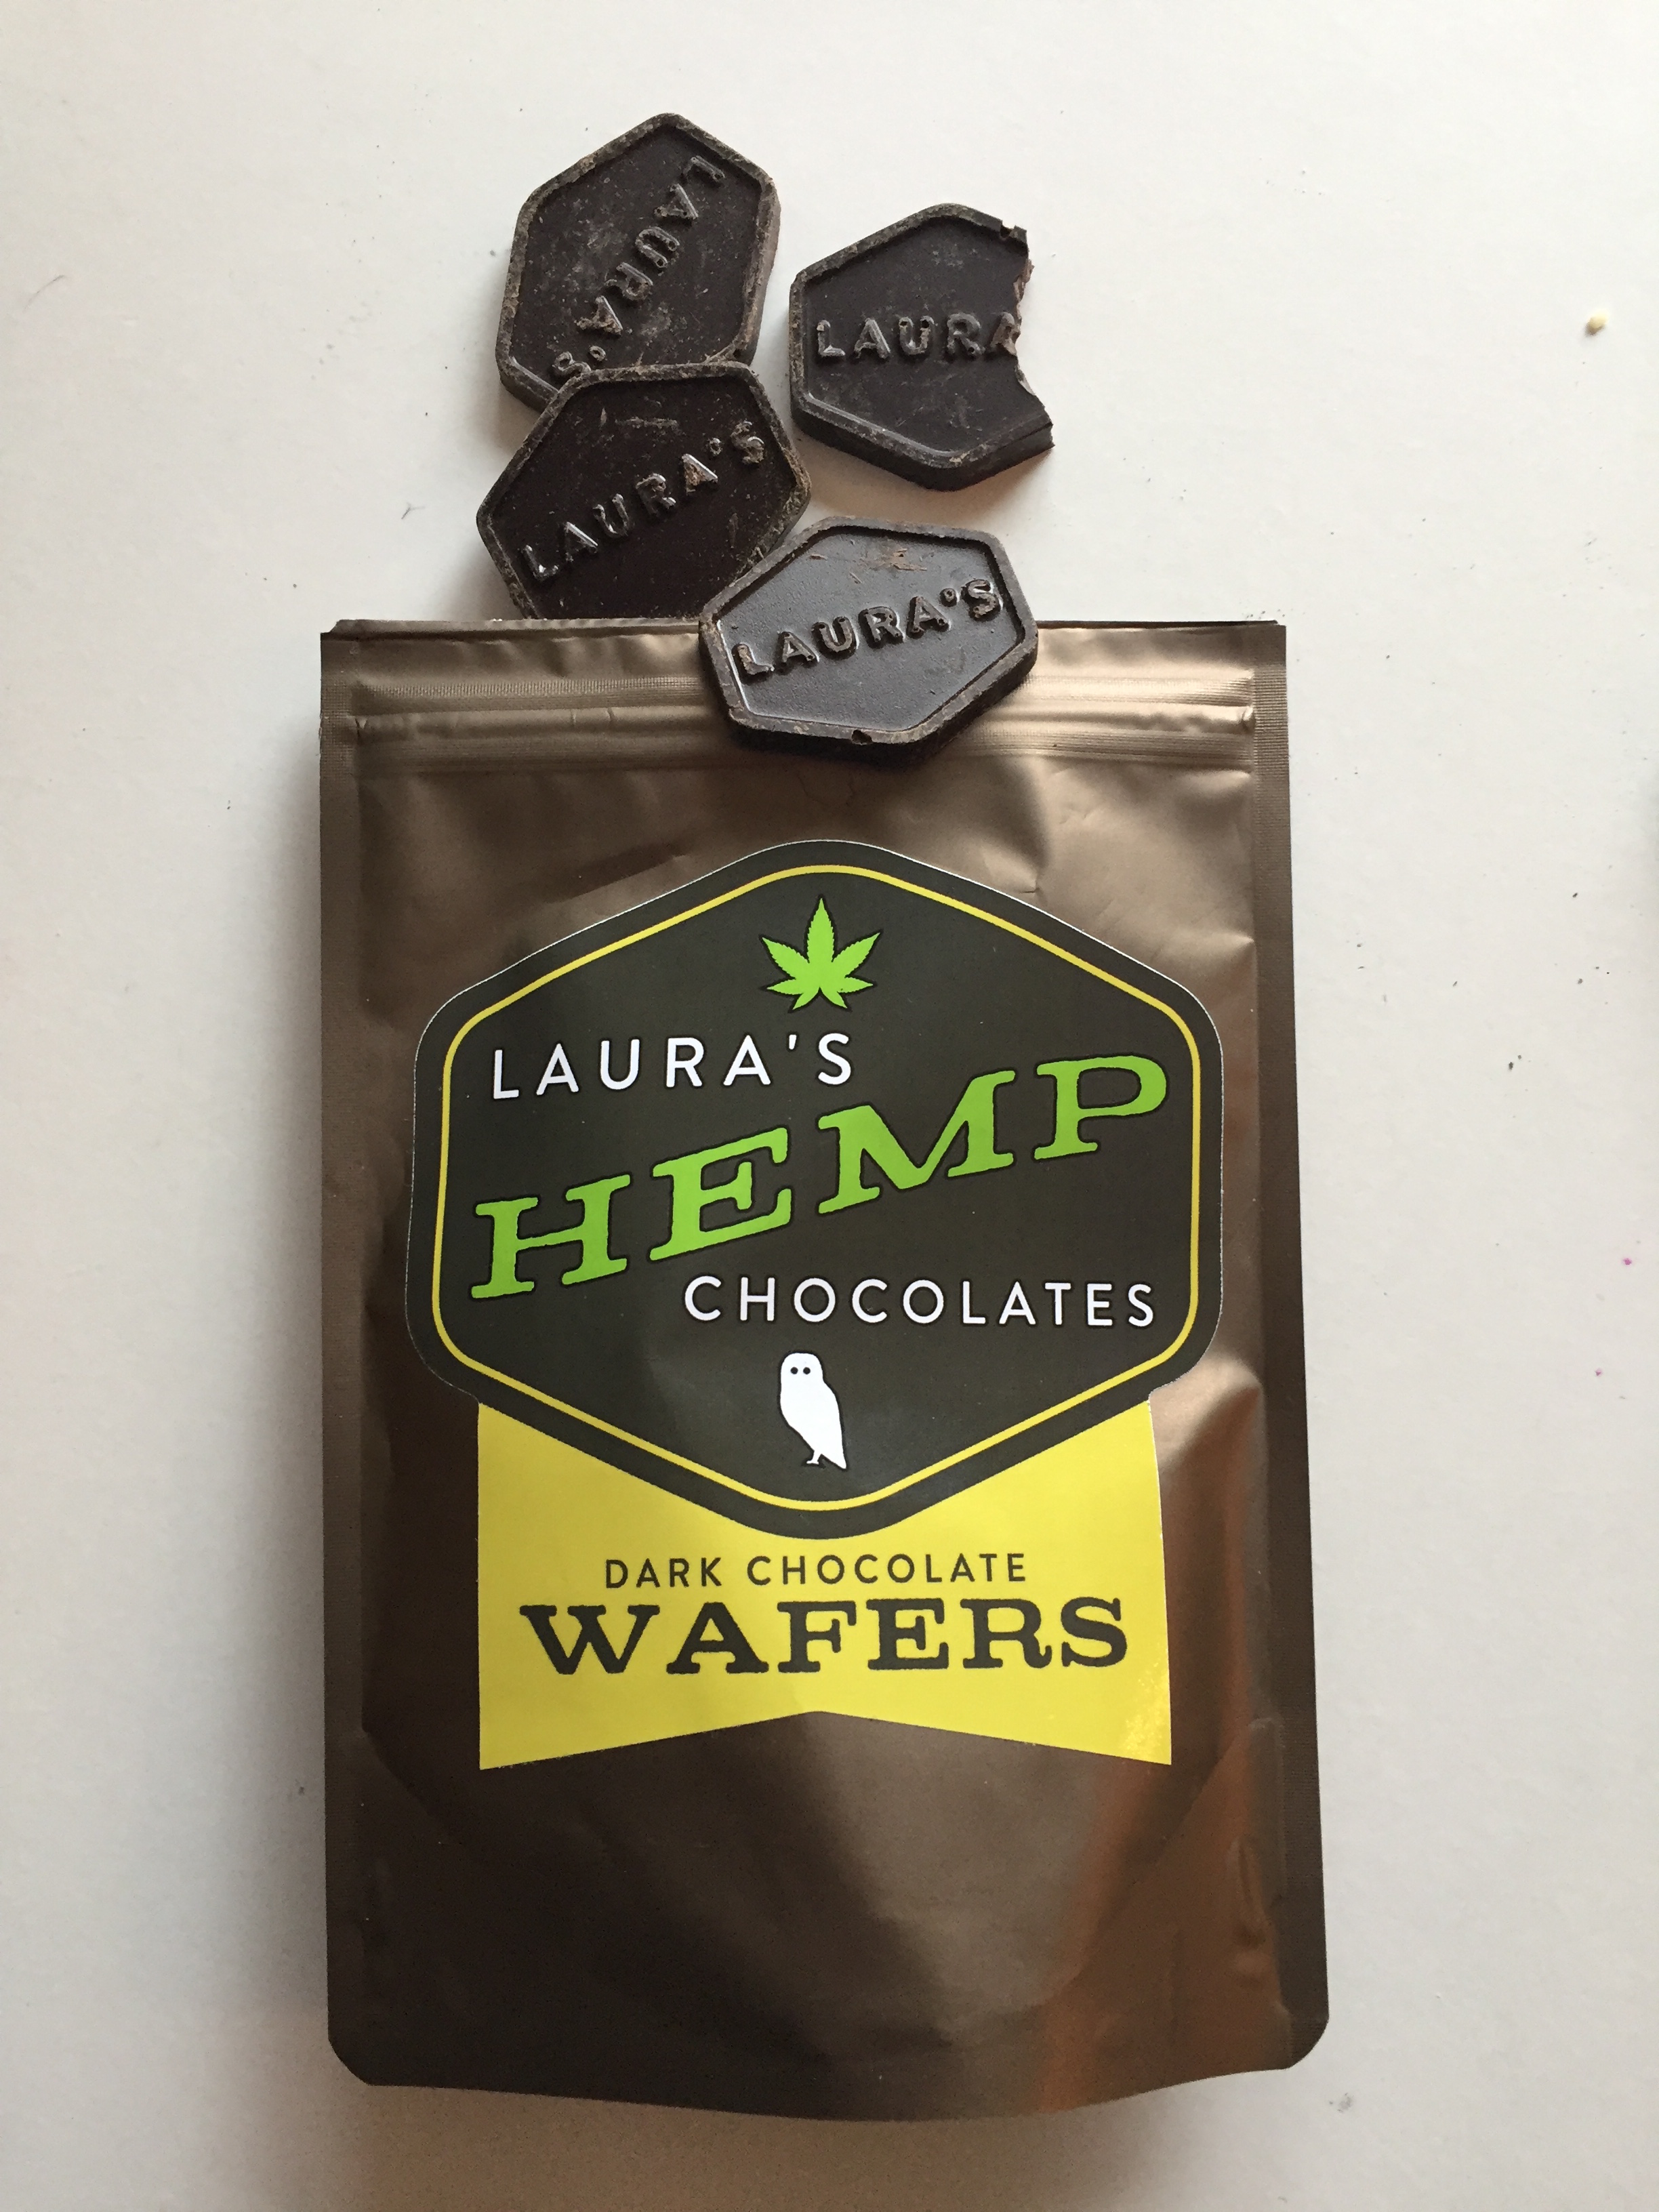 LAURA'S
LAURA
LAURA'S
LAURA'S
LAURA'S
HEMP
CHOCOLATES
DARK CHOCOLATE
WAFERS